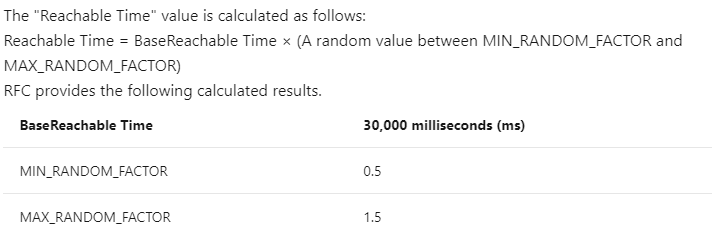 The "Reachable Time" value is calculated as follows:
Reachable Time = BaseReachable Time × (A random value between MIN_RANDOM_FACTOR and
MAX_RANDOM_FACTOR)
RFC provides the following calculated results.
BaseReachable Time 30,000 milliseconds (ms)
MIN_RANDOM_FACTOR 0.5
MAX_RANDOM_FACTOR 1.5